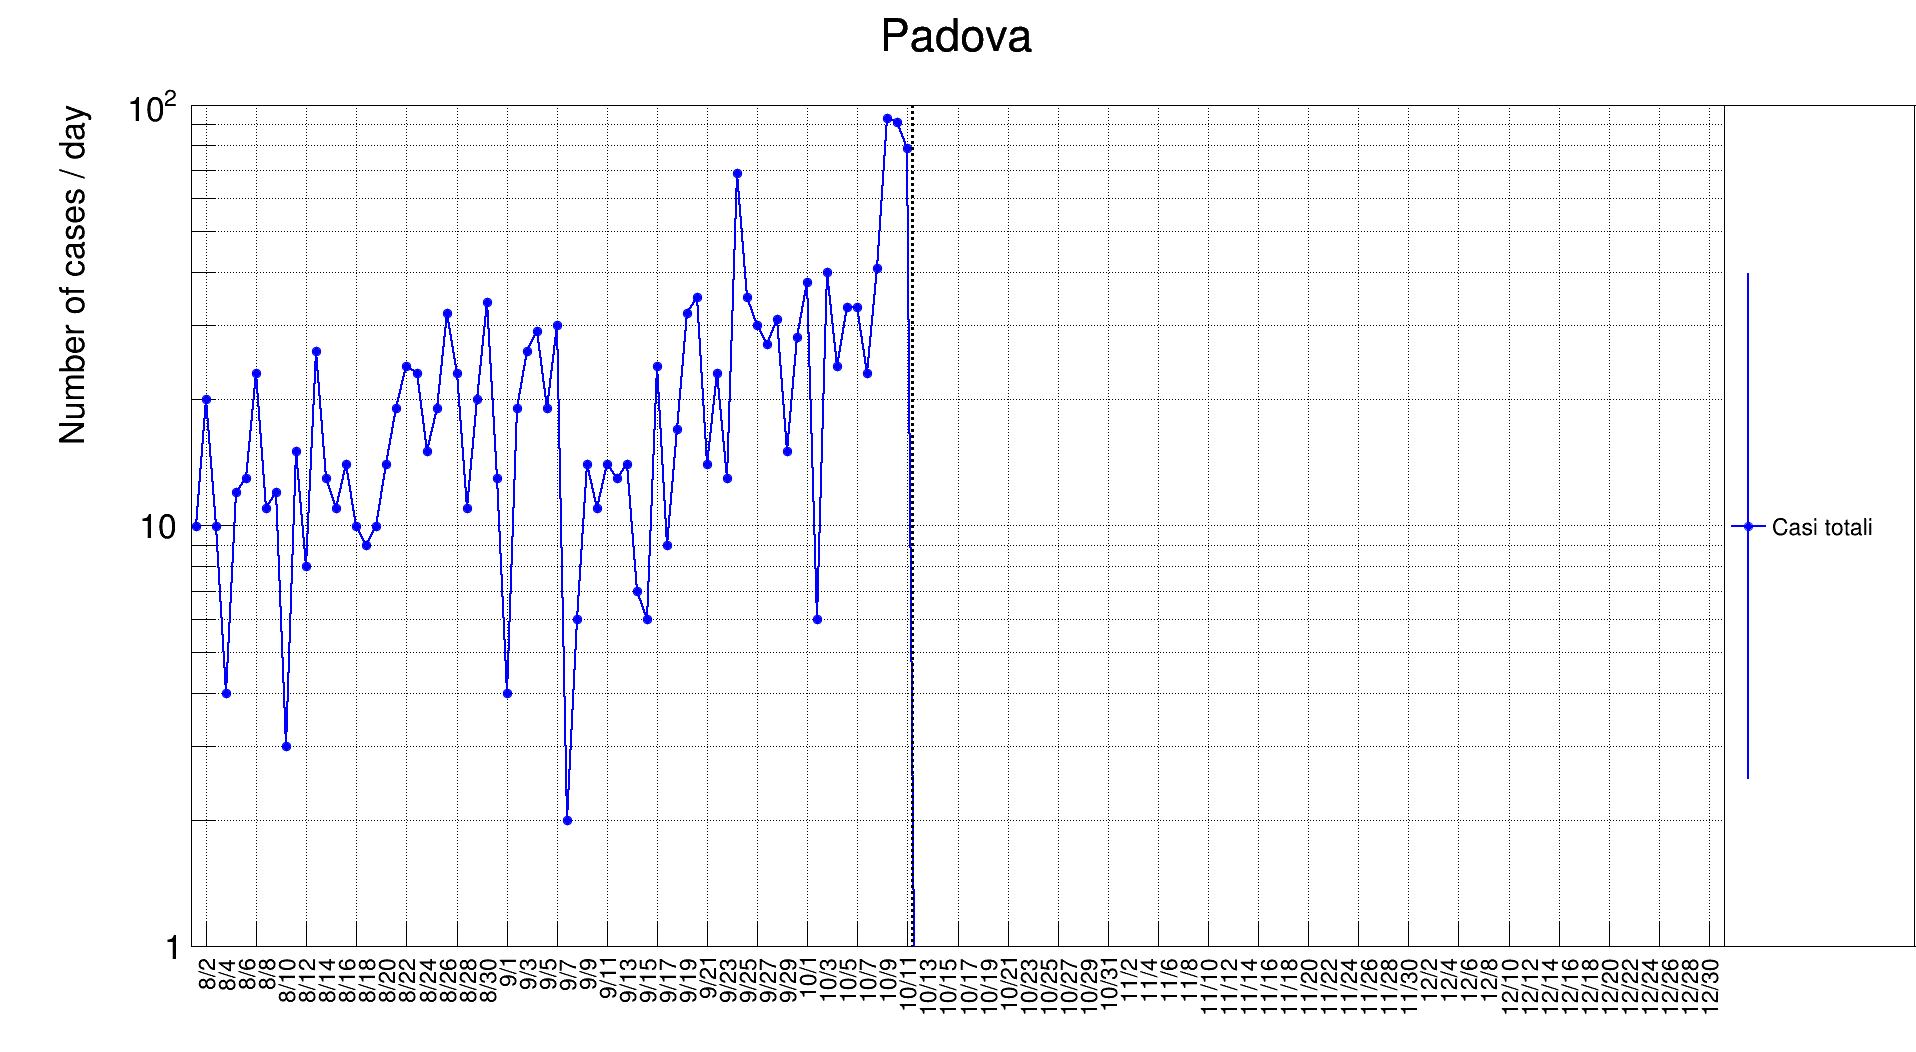 Padova
Number of cases / day
10²
10
1
8/2 8/4 8/6 8/8 8/10 8/12 8/14 8/16 8/18 8/20 8/22 8/24 8/26 8/28 8/30 9/1 9/3 9/5 9/7 9/9 9/11 9/13 9/15 9/17 9/19 9/21 9/23 9/25 9/27 9/29 10/1 10/3 10/5 10/7 10/9 10/11 10/13 10/15 10/17 10/19 10/21 10/23 10/25 10/27 10/29 10/31 11/2 11/4 11/6 11/8 11/10 11/12 11/14 11/16 11/18 11/20 11/22 11/24 11/26 11/28 11/30 12/2 12/4 12/6 12/8 12/10 12/12 12/14 12/16 12/18 12/20 12/22 12/24 12/26 12/28 12/30
Casi totali